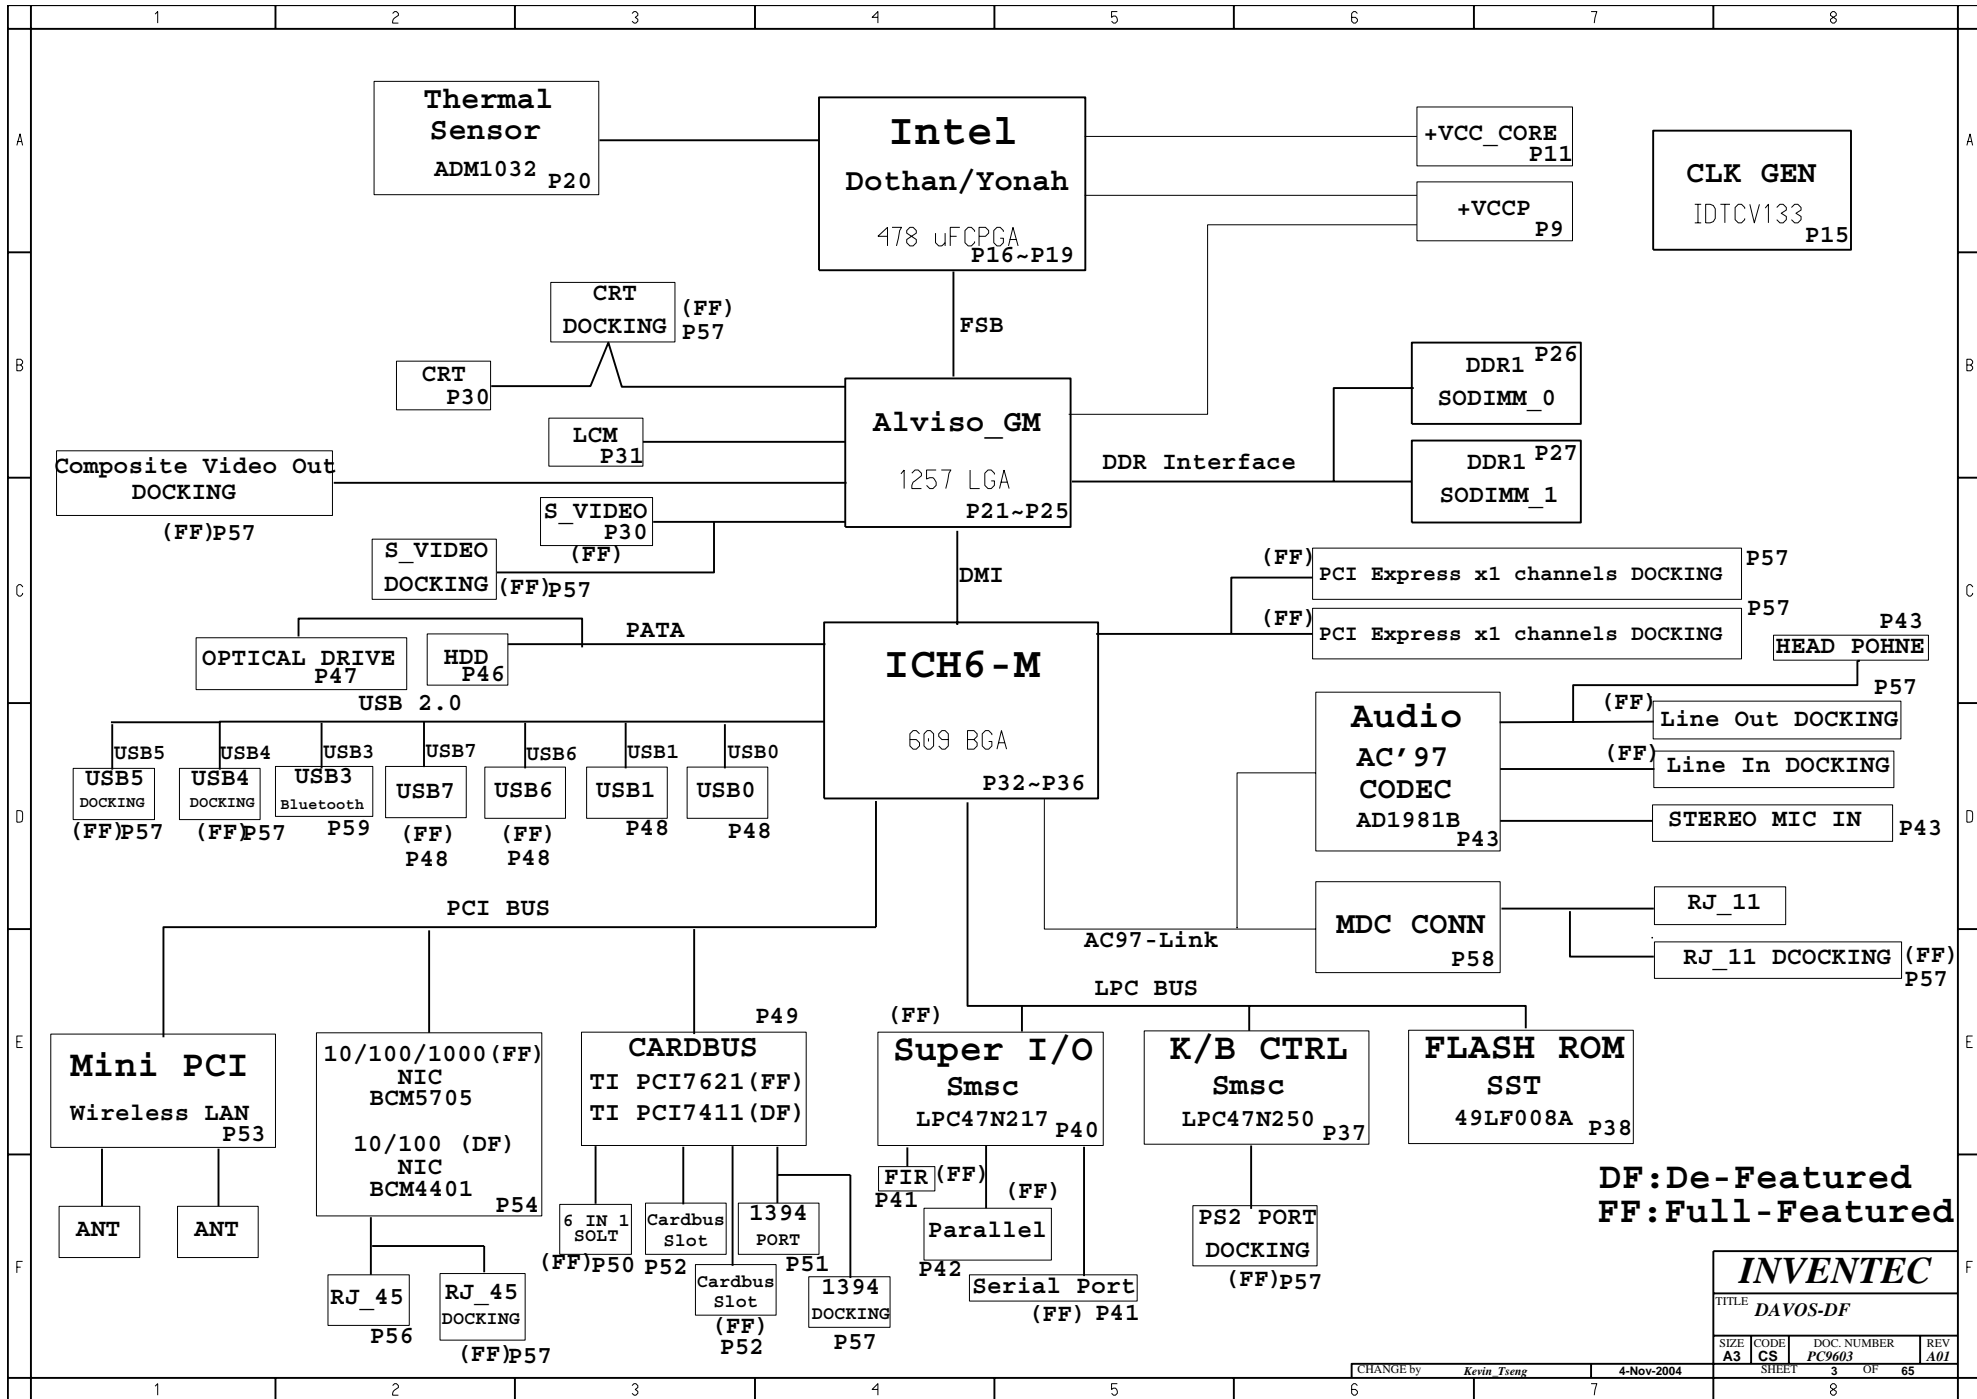 1 2 3 4 5 6 7 8
A
A
B
B
C
C
D
D
E
E
F
F
Thermal
Sensor
ADM1032
P20
Intel
Dothan/Yonah
478 uFCPGA
P16~P19
+VCC_CORE
P11
+VCCP
P9
CLK GEN
IDTCV133
P15
CRT
DOCKING
(FF)
P57
FSB
CRT
P30
LCM
P31
Alviso_GM
1257 LGA
P21~P25
DDR Interface
DDR1
P26
SODIMM_0
DDR1
P27
SODIMM_1
Composite Video Out
DOCKING
(FF)P57
S_VIDEO
P30
(FF)
S_VIDEO
DOCKING
(FF)P57
DMI
(FF)
PCI Express x1 channels DOCKING
P57
(FF)
PCI Express x1 channels DOCKING
P57
PATA
OPTICAL DRIVE
P47
HDD
P46
ICH6-M
609 BGA
P32~P36
P43
HEAD POHNE
USB 2.0
USB5
USB4
USB3
USB7
USB6
USB1
USB0
USB5
DOCKING
(FF)P57
USB4
DOCKING
(FF)P57
USB3
Bluetooth
P59
USB7
(FF)
P48
USB6
(FF)
P48
USB1
P48
USB0
P48
Audio
AC'97
CODEC
AD1981B
P43
P57
(FF)
Line Out DOCKING
(FF)
Line In DOCKING
STEREO MIC IN
P43
PCI BUS
AC97-Link
MDC CONN
P58
RJ_11
RJ_11 DCOCKING
(FF)
P57
LPC BUS
Mini PCI
Wireless LAN
P53
ANT
ANT
10/100/1000(FF)
NIC
BCM5705
10/100 (DF)
NIC
BCM4401
P54
RJ_45
P56
RJ_45
DOCKING
(FF)P57
P49
CARDBUS
TI PCI7621(FF)
TI PCI7411(DF)
6 IN 1
SOLT
(FF)P50
Cardbus
Slot
P52
Cardbus
Slot
(FF)
P52
1394
PORT
P51
1394
DOCKING
P57
(FF)
Super I/O
Smsc
LPC47N217
P40
FIR
(FF)
P41
(FF)
Parallel
P42
Serial Port
(FF) P41
K/B CTRL
Smsc
LPC47N250
P37
PS2 PORT
DOCKING
(FF)P57
FLASH ROM
SST
49LF008A
P38
DF:De-Featured
FF:Full-Featured
INVENTEC
TITLE
DAVOS-DF
SIZE CODE DOC. NUMBER REV
A3 CS PC9603 A01
CHANGE by Kevin_Tseng 4-Nov-2004 SHEET 3 OF 65
1 2 3 4 5 6 7 8